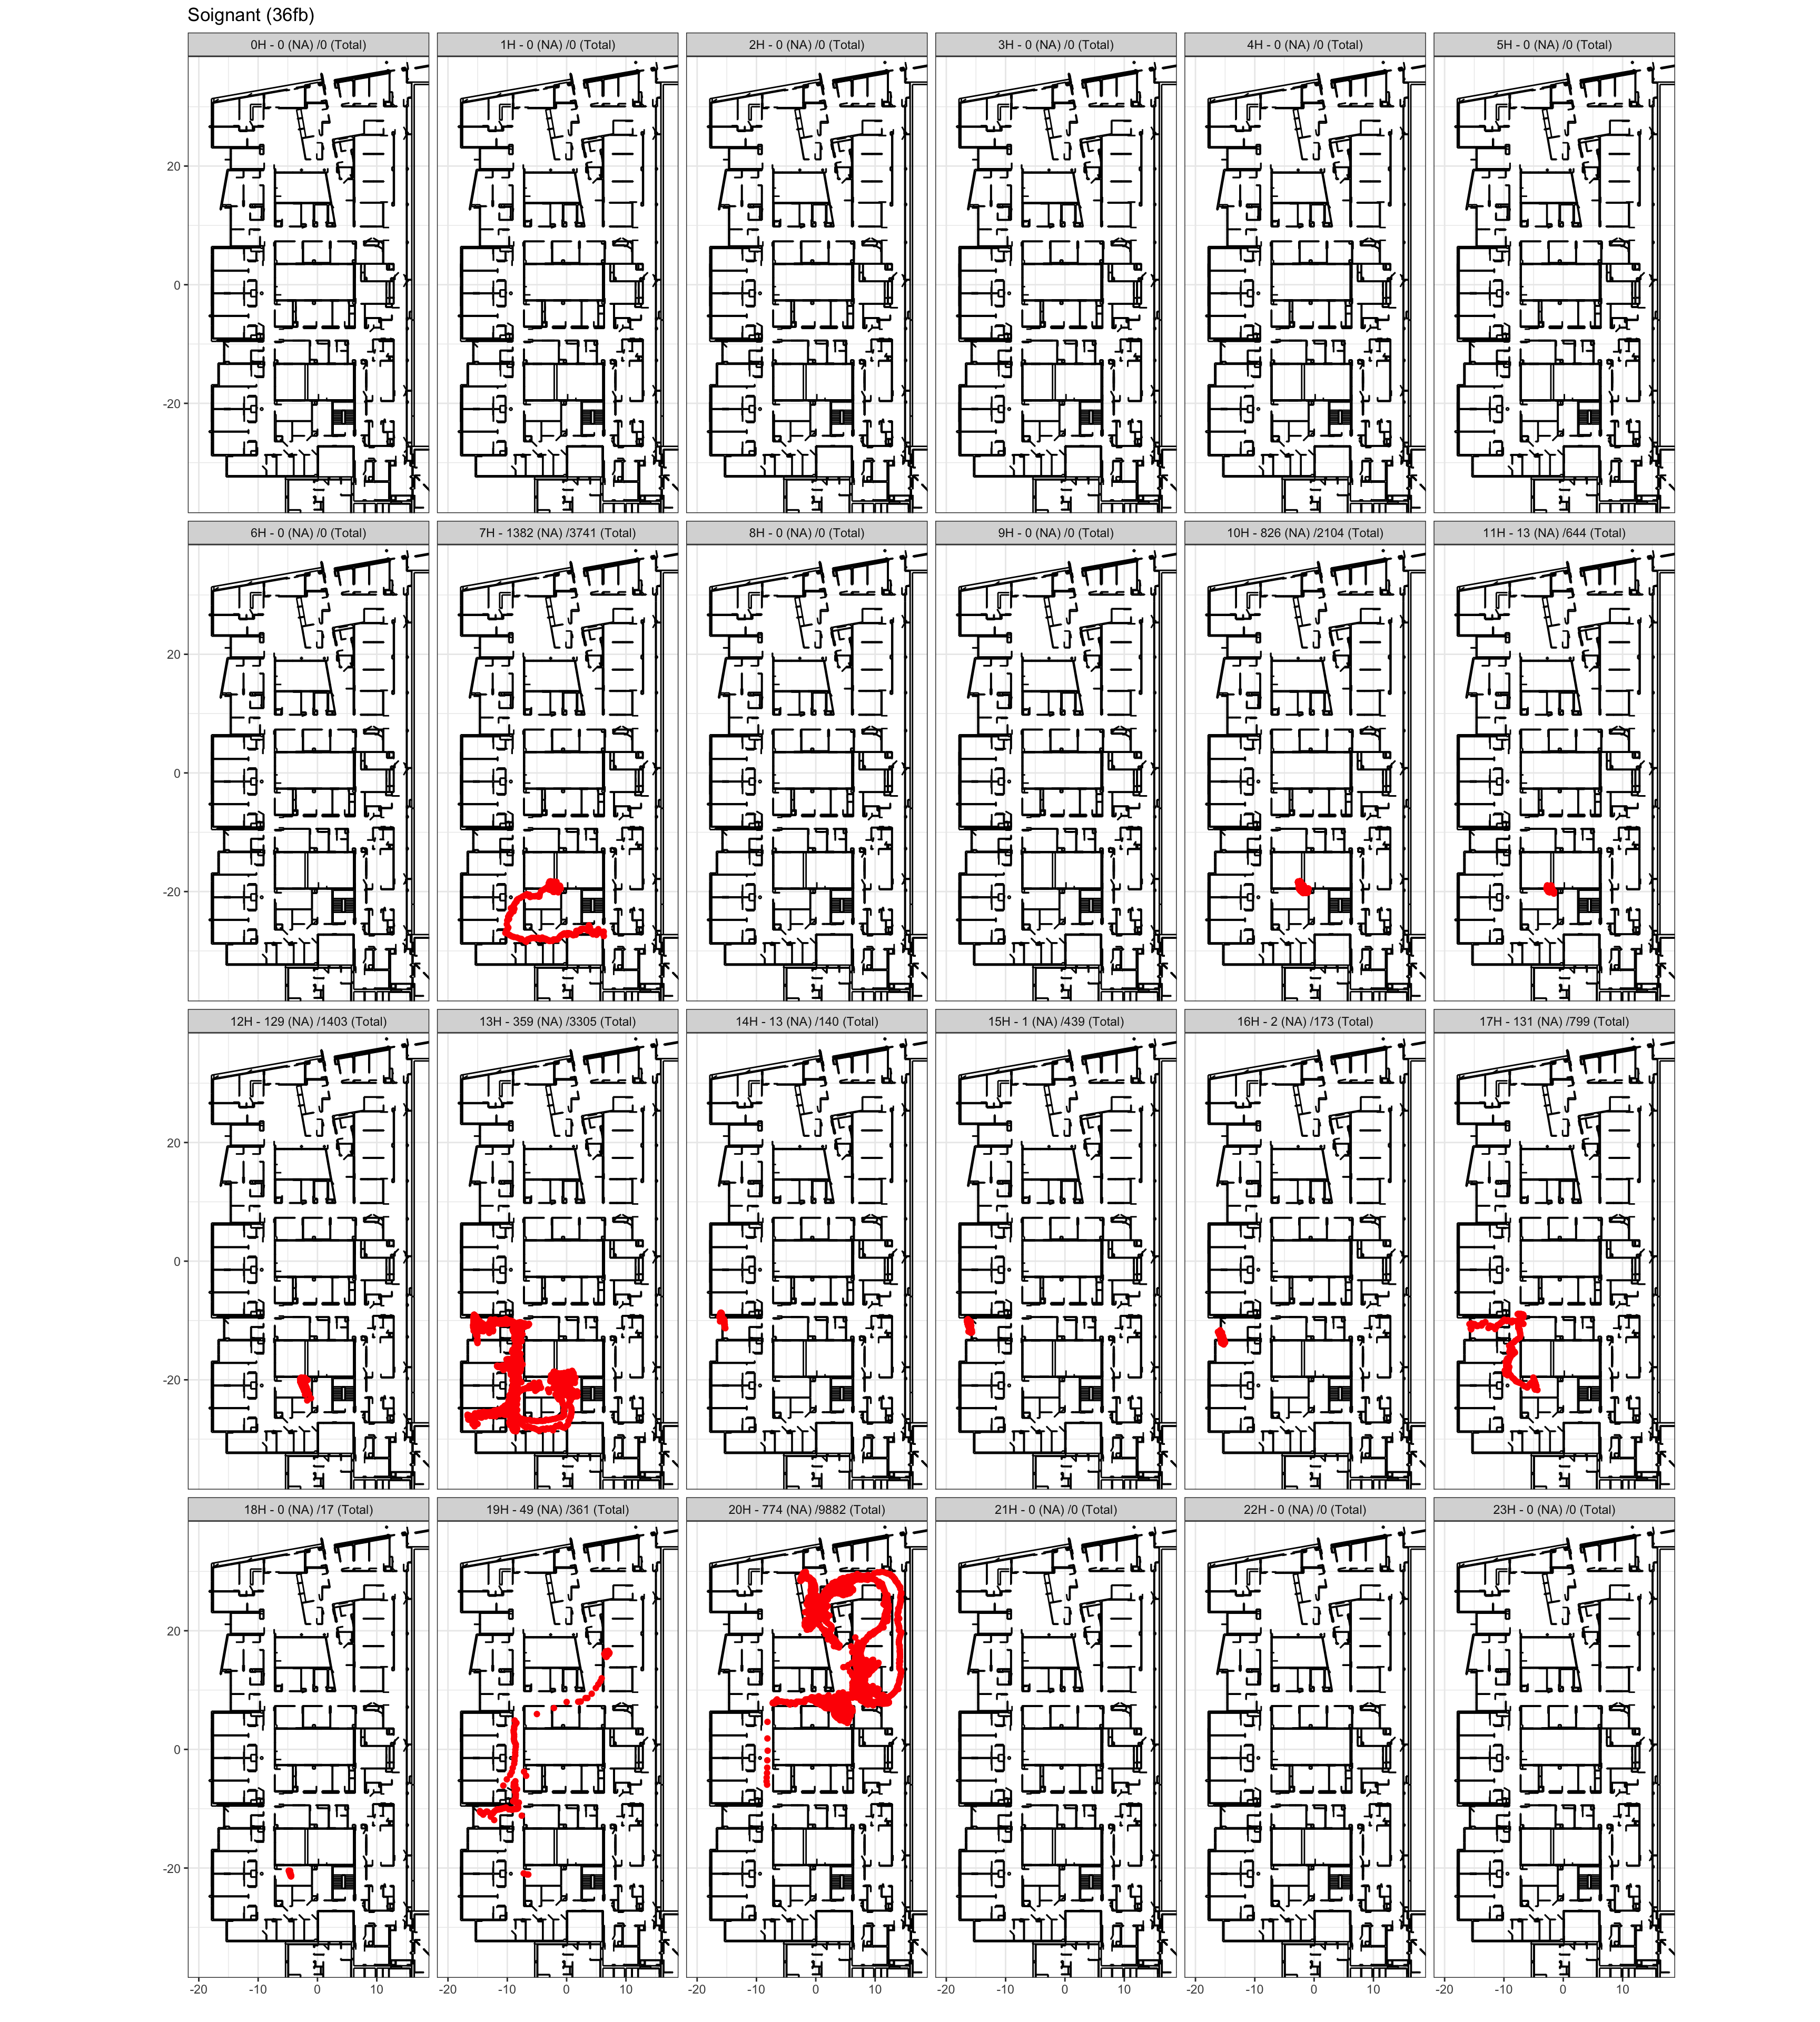 Soignant (36fb)
0H - 0 (NA) /0 (Total) 1H - 0 (NA) /0 (Total) 2H - 0 (NA) /0 (Total) 3H - 0 (NA) /0 (Total) 4H - 0 (NA) /0 (Total) 5H - 0 (NA) /0 (Total)
20
0
-20
6H - 0 (NA) /0 (Total) 7H - 1382 (NA) /3741 (Total) 8H - 0 (NA) /0 (Total) 9H - 0 (NA) /0 (Total) 10H - 826 (NA) /2104 (Total) 11H - 13 (NA) /644 (Total)
20
0
-20
12H - 129 (NA) /1403 (Total) 13H - 359 (NA) /3305 (Total) 14H - 13 (NA) /140 (Total) 15H - 1 (NA) /439 (Total) 16H - 2 (NA) /173 (Total) 17H - 131 (NA) /799 (Total)
20
0
-20
18H - 0 (NA) /17 (Total) 19H - 49 (NA) /361 (Total) 20H - 774 (NA) /9882 (Total) 21H - 0 (NA) /0 (Total) 22H - 0 (NA) /0 (Total) 23H - 0 (NA) /0 (Total)
20
0
-20
-20 -10 0 10 -20 -10 0 10 -20 -10 0 10 -20 -10 0 10 -20 -10 0 10 -20 -10 0 10